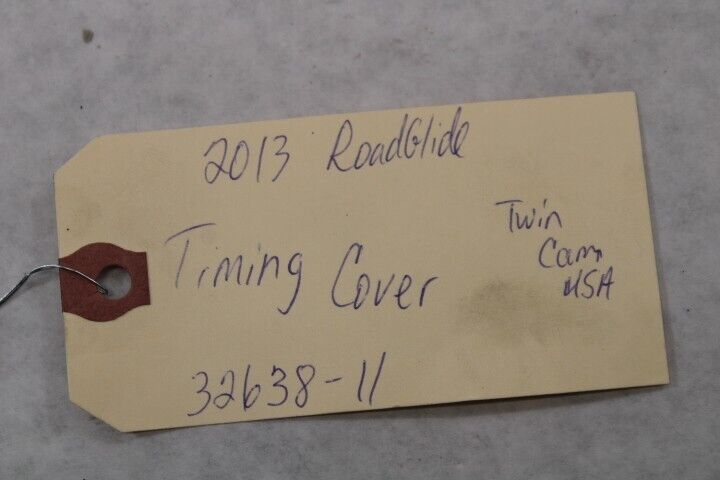 2013 RoadGlide
Timing Cover
Twin
Cam
USA
32638-11